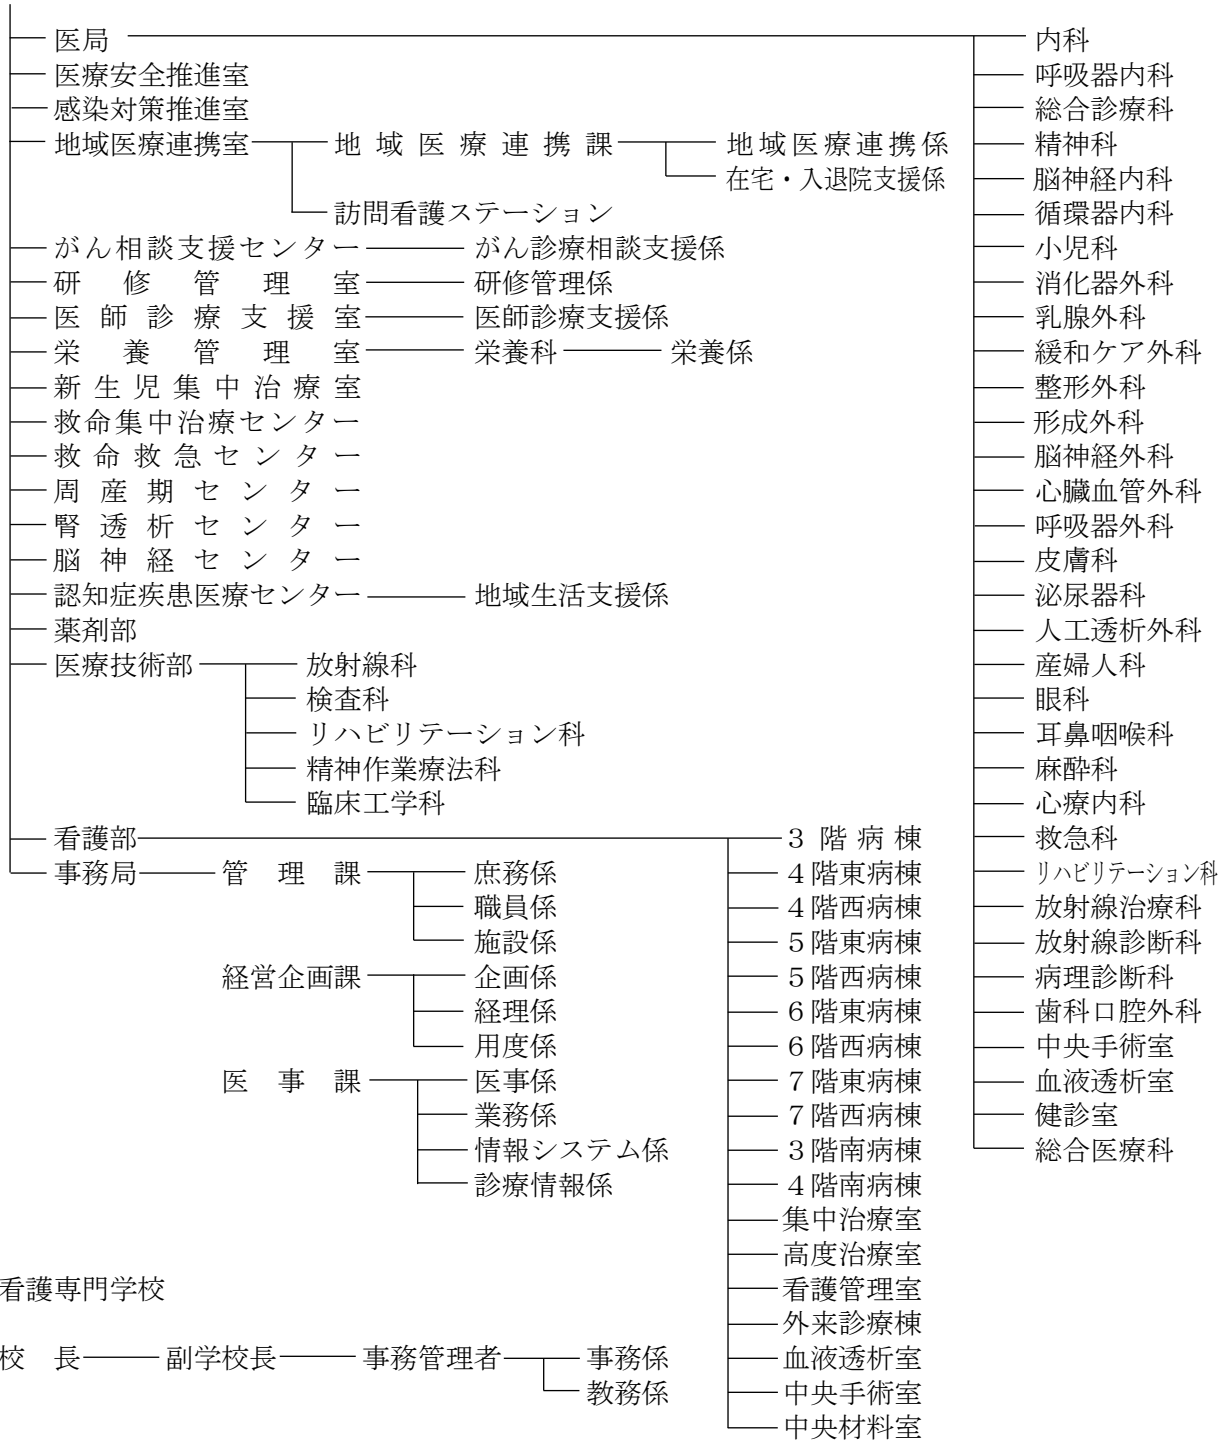 医局 内科
医療安全推進室 呼吸器内科
感染対策推進室 総合診療科
地域医療連携室 地域医療連携課 地域医療連携係 精神科
在宅・入退院支援係 脳神経内科
訪問看護ステーション 循環器内科
がん相談支援センター がん診療相談支援係 小児科
研修管理室 研修管理係 消化器外科
医師診療支援室 医師診療支援係 乳腺外科
栄養管理室 栄養科 栄養係 緩和ケア外科
新生児集中治療室 整形外科
救命集中治療センター 形成外科
救命救急センター 脳神経外科
周産期センター 心臓血管外科
腎透析センター 呼吸器外科
脳神経センター 皮膚科
認知症疾患医療センター 地域生活支援係 泌尿器科
薬剤部 人工透析外科
医療技術部 放射線科 産婦人科
検査科 眼科
リハビリテーション科 耳鼻咽喉科
精神作業療法科 麻酔科
臨床工学科 心療内科
看護部 3階病棟 救急科
事務局 管理課 庶務係 4階東病棟 リハビリテーション科
職員係 4階西病棟 放射線治療科
施設係 5階東病棟 放射線診断科
経営企画課 企画係 5階西病棟 病理診断科
経理係 6階東病棟 歯科口腔外科
用度係 6階西病棟 中央手術室
医事課 医事係 7階東病棟 血液透析室
業務係 7階西病棟 健診室
情報システム係 3階南病棟 総合医療科
診療情報係 4階南病棟
集中治療室
高度治療室
看護専門学校 看護管理室
外来診療棟
校長 副学校長 事務管理者 事務係 血液透析室
教務係 中央手術室
中央材料室